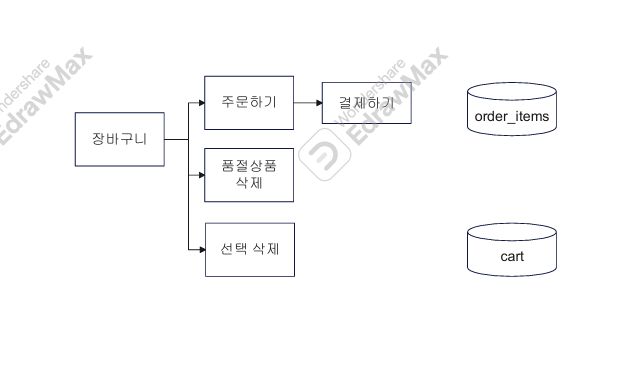 Wondershare
EdrawMax
Wondershare
EdrawMax
주문하기
결제하기
order_items
장바구니
품절상품
삭제
선택 삭제
cart